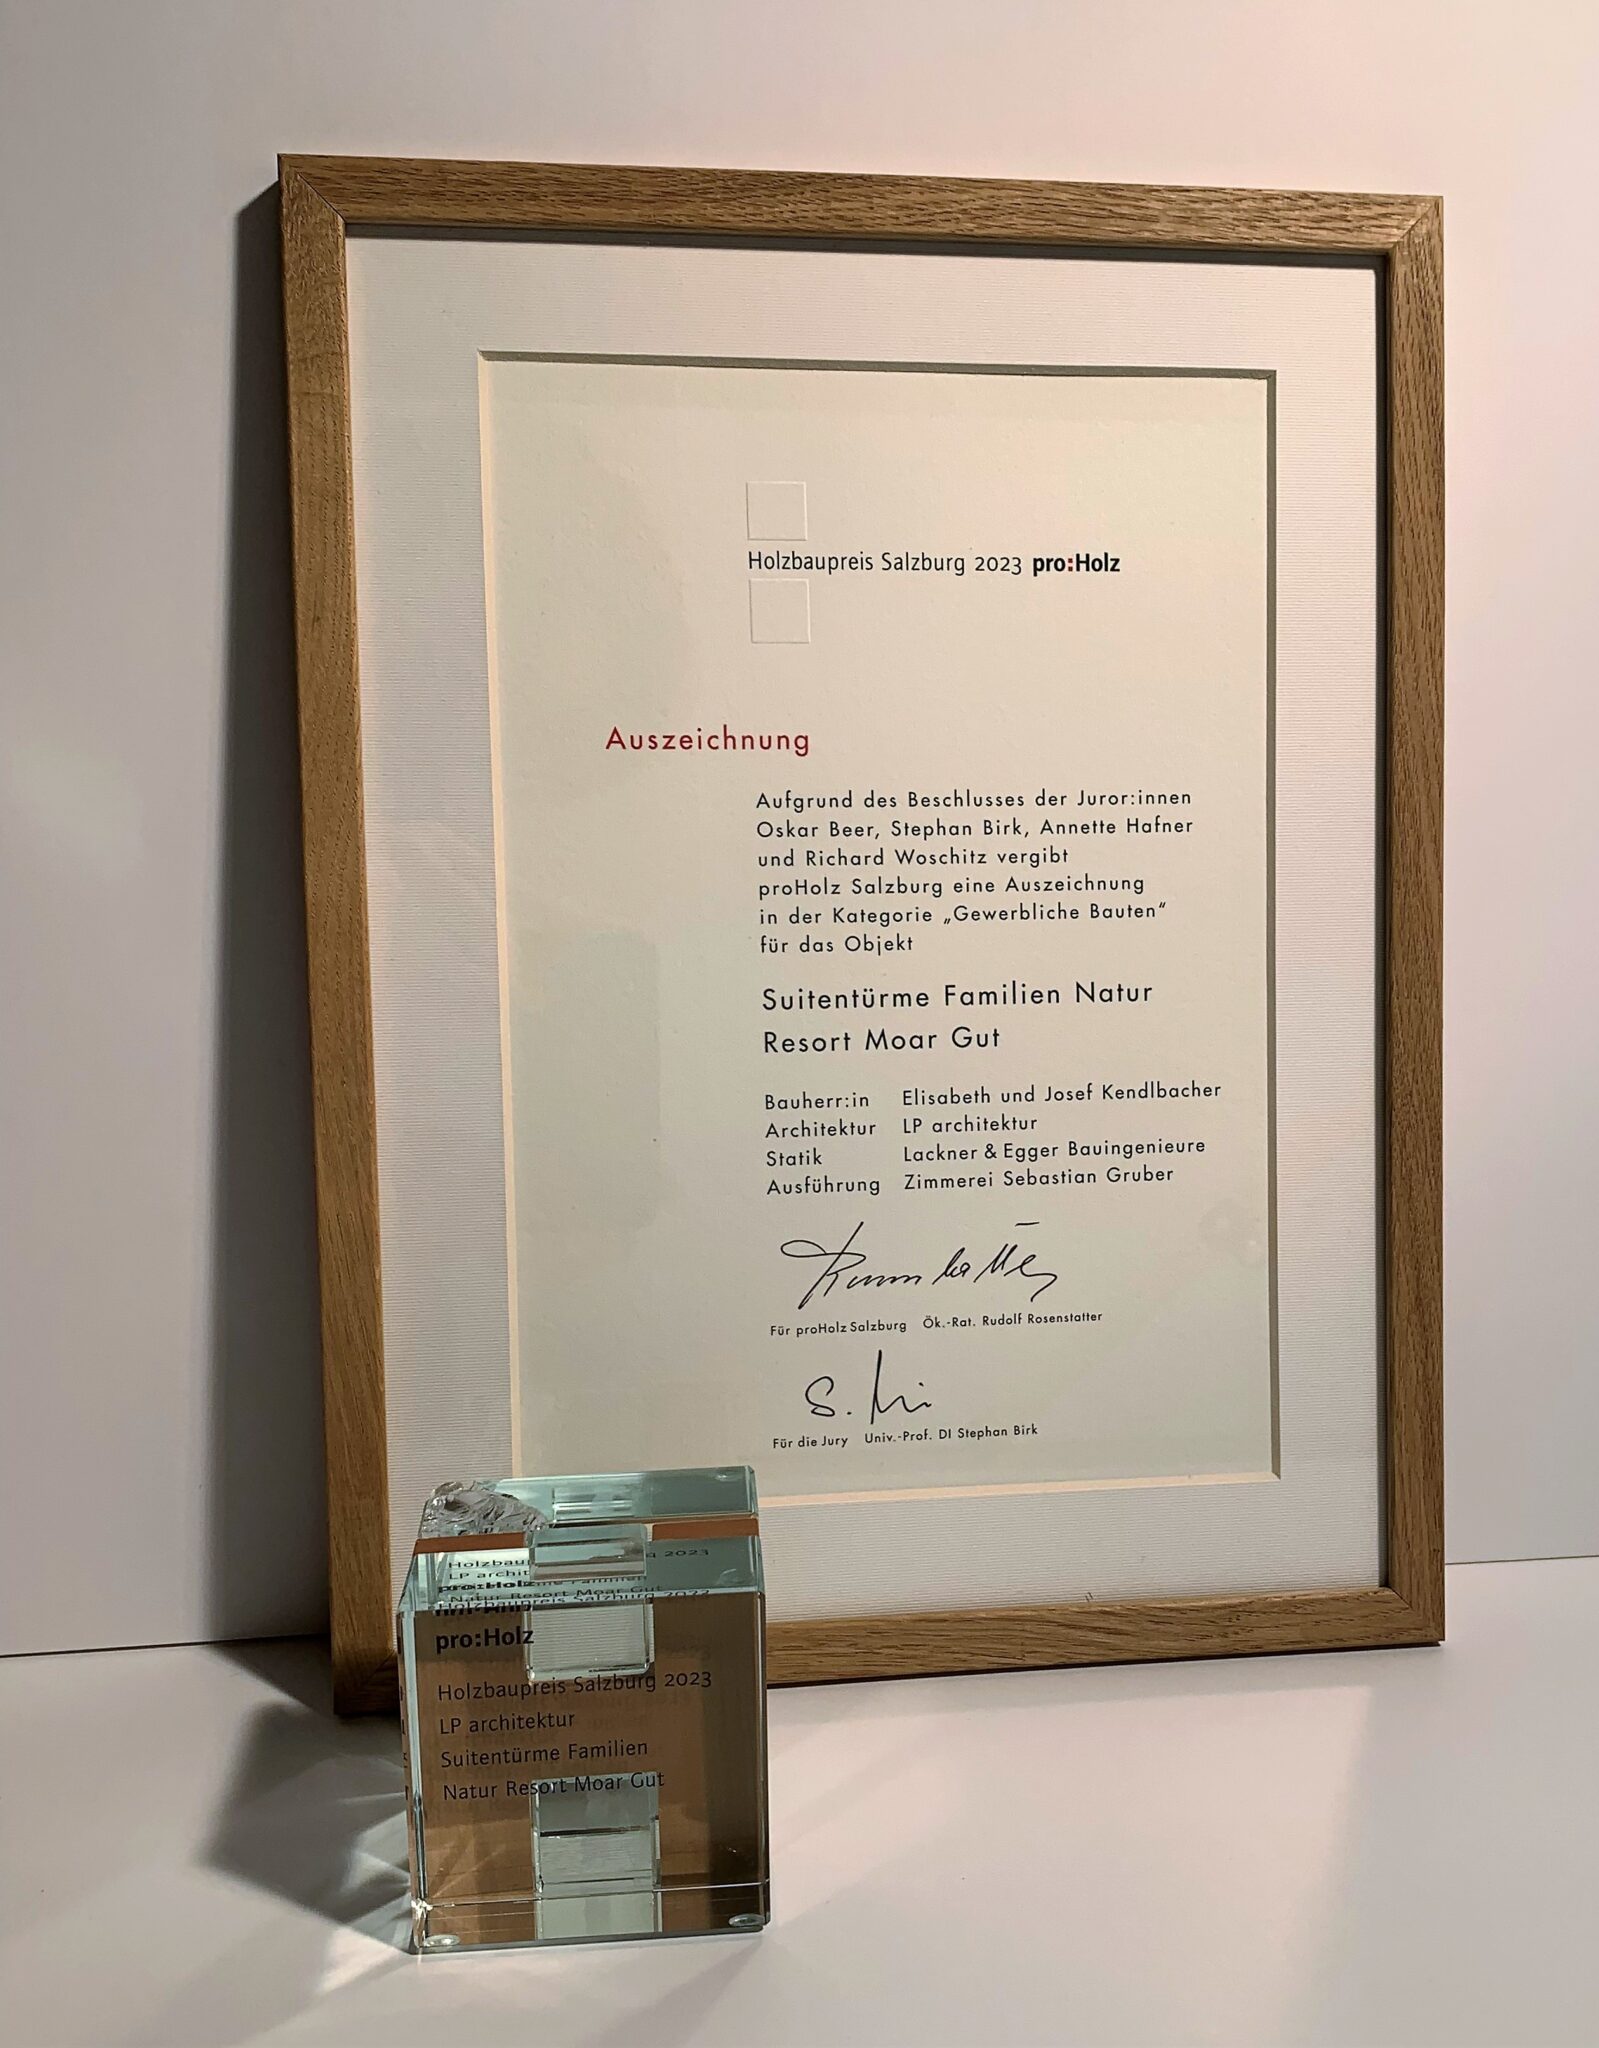 Holzbaupreis Salzburg 2023 pro:Holz
Auszeichnung
Aufgrund des Beschlusses der Juror:innen
Oskar Beer, Stephan Birk, Annette Hafner
und Richard Woschitz vergibt
proHolz Salzburg eine Auszeichnung
in der Kategorie „Gewerbliche Bauten“
für das Objekt
Suitentürme Familien Natur
Resort Moar Gut
Bauherr:in Elisabeth und Josef Kendlbacher
Architektur LP architektur
Statik Lackner & Egger Bauingenieure
Ausführung Zimmerei Sebastian Gruber
Für proHolz Salzburg Ök.-Rat. Rudolf Rosenstatter
Für die Jury Univ.-Prof. DI Stephan Birk
pro:Holz
Holzbaupreis Salzburg 2023
LP architektur
Suitentürme Familien
Natur Resort Moar Gut